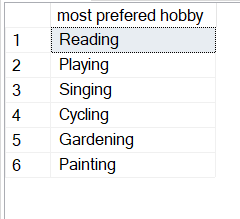 most prefered hobby
1 Reading
2 Playing
3 Singing
4 Cycling
5 Gardening
6 Painting